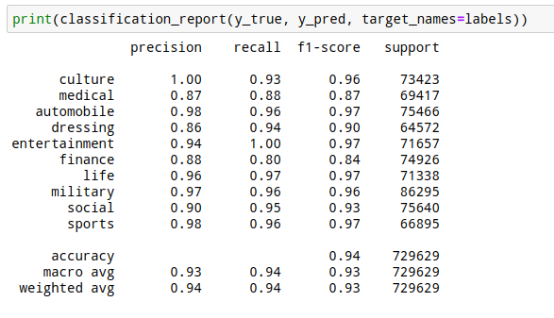 print(classification_report(y_true, y_pred, target_names=labels))
precision recall f1-score support
culture 1.00 0.93 0.96 73423
medical 0.87 0.88 0.87 69417
automobile 0.98 0.96 0.97 75466
dressing 0.86 0.94 0.90 64572
entertainment 0.94 1.00 0.97 71657
finance 0.88 0.80 0.84 74926
life 0.96 0.97 0.97 71338
military 0.97 0.96 0.96 86295
social 0.90 0.95 0.93 75640
sports 0.98 0.96 0.97 66895
accuracy 0.94 729629
macro avg 0.93 0.94 0.93 729629
weighted avg 0.94 0.94 0.93 729629